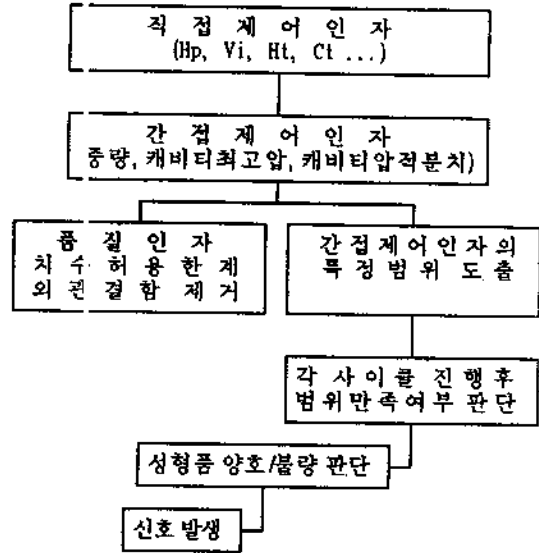 직접제어인자
(Hp, Vi, Ht, Ct ...)
간접제어인자
중량, 캐비티최고압, 캐비티압적분치)
품질인자
치수허용한계
외관결함 제거
간접제어인자의
특정범위 도출
각 사이클 진행후
범위만족여부 판단
성형품 양호/불량 판단
신호 발생